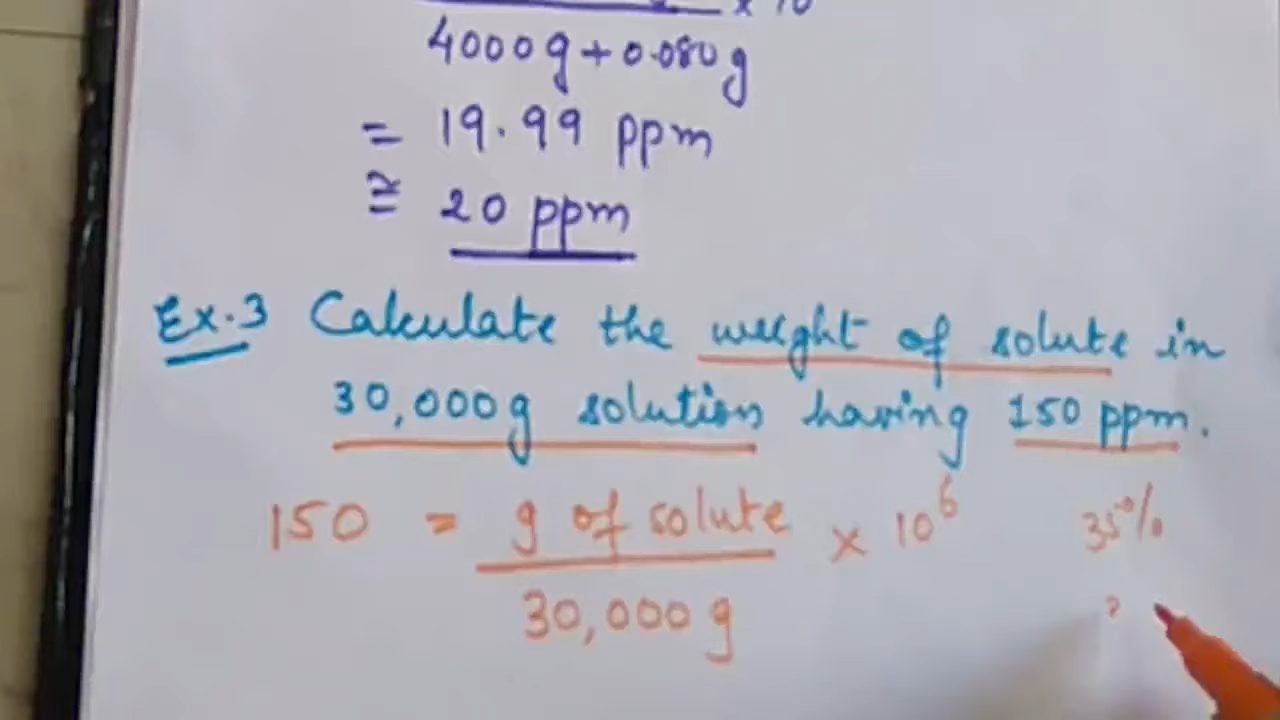 × 10
4000g + 0.080g
= 19.99 ppm
≅ 20 ppm
Ex.3 Calculate the weight of solute in
30,000g solution having 150 ppm.
150 = g of solute × 10⁶ 35%
30,000 g